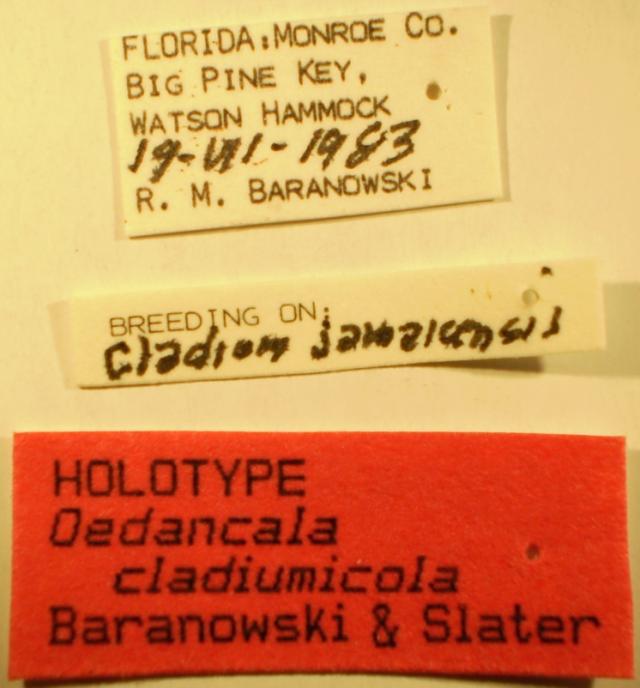 FLORIDA:MONROE CO.
BIG PINE KEY,
WATSON HAMMOCK
19-VII-1983
R. M. BARANOWSKI
BREEDING ON:
Cladium jamaicensis
HOLOTYPE
Oedancala
cladiumicola
Baranowski & Slater